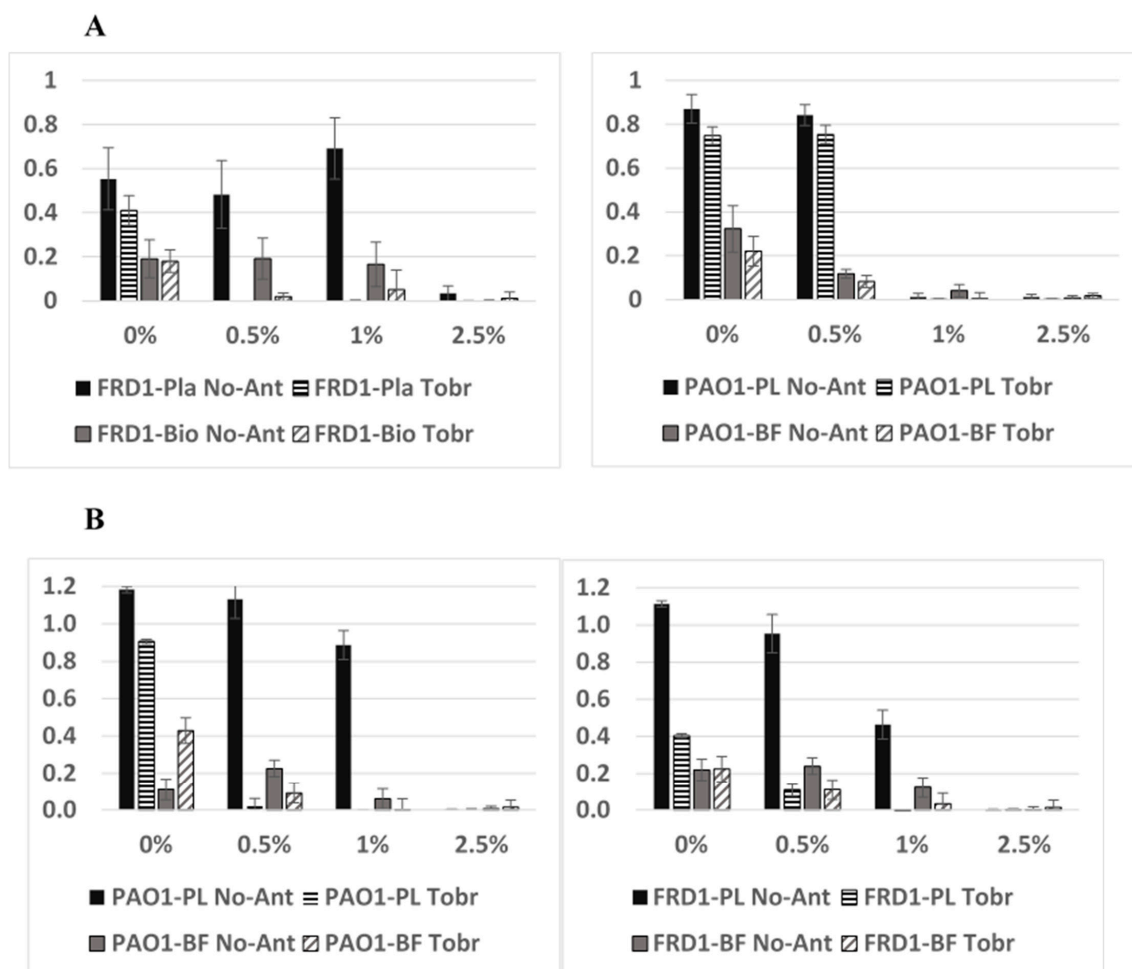 A
1
0.8
0.6
0.4
0.2
0
0% 0.5% 1% 2.5%
FRD1-Pla No-Ant FRD1-Pla Tobr
FRD1-Bio No-Ant FRD1-Bio Tobr
1
0.8
0.6
0.4
0.2
0
0% 0.5% 1% 2.5%
PAO1-PL No-Ant PAO1-PL Tobr
PAO1-BF No-Ant PAO1-BF Tobr
B
1.2
1.0
0.8
0.6
0.4
0.2
0.0
0% 0.5% 1% 2.5%
PAO1-PL No-Ant PAO1-PL Tobr
PAO1-BF No-Ant PAO1-BF Tobr
1.2
1.0
0.8
0.6
0.4
0.2
0.0
0% 0.5% 1% 2.5%
FRD1-PL No-Ant FRD1-PL Tobr
FRD1-BF No-Ant FRD1-BF Tobr